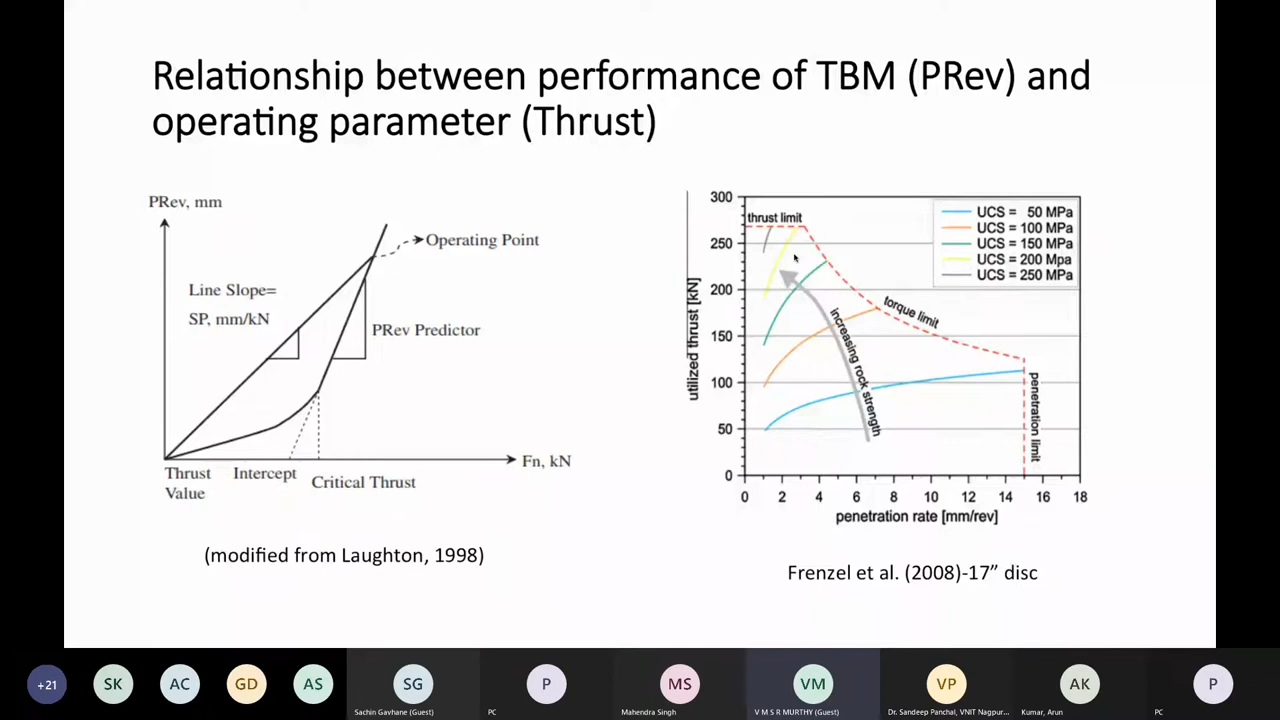 Relationship between performance of TBM (PRev) and
operating parameter (Thrust)
PRev, mm
Operating Point
Line Slope=
SP, mm/kN
PRev Predictor
Fn, kN
Thrust
Value
Intercept
Critical Thrust
(modified from Laughton, 1998)
300
250
200
150
100
50
0
utilized thrust [kN]
thrust limit
UCS = 50 MPa
UCS = 100 MPa
UCS = 150 MPa
UCS = 200 Mpa
UCS = 250 MPa
torque limit
increasing rock strength
penetration limit
0 2 4 6 8 10 12 14 16 18
penetration rate [mm/rev]
Frenzel et al. (2008)-17” disc
+21
SK
AC
GD
AS
SG
P
MS
VM
VP
AK
P
Sachin Gavhane (Guest)
PC
Mahendra Singh
V M S R MURTHY (Guest)
Dr. Sandeep Panchal, VNIT Nagpur...
Kumar, Arun
PC